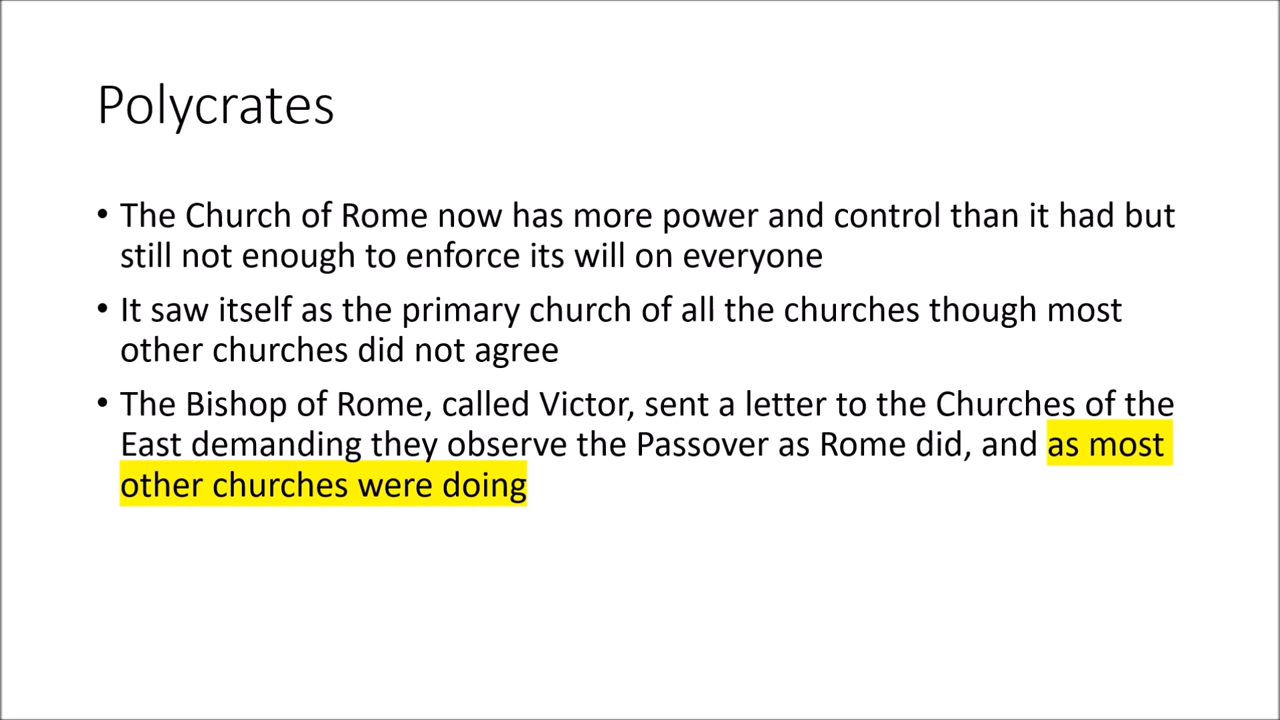 Polycrates
• The Church of Rome now has more power and control than it had but
still not enough to enforce its will on everyone
• It saw itself as the primary church of all the churches though most
other churches did not agree
• The Bishop of Rome, called Victor, sent a letter to the Churches of the
East demanding they observe the Passover as Rome did, and as most
other churches were doing